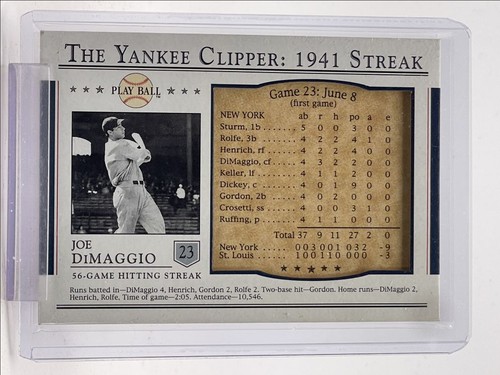 THE YANKEE CLIPPER: 1941 STREAK
PLAY BALL™
JOE
DIMAGGIO
23
56-GAME HITTING STREAK
Game 23: June 8
(first game)
NEW YORK ab r h po a e
Sturm, 1b ....... 5 0 0 3 0 0
Rolfe, 3b ........ 4 2 2 4 1 0
Henrich, rf ...... 4 2 2 4 0 0
DiMaggio, cf ... 4 3 2 2 0 0
Keller, lf ......... 4 1 1 2 0 0
Dickey, c ........ 4 0 1 9 0 0
Gordon, 2b ..... 4 0 2 0 0 0
Crosetti, ss ..... 4 0 0 3 1 0
Ruffing, p ....... 4 1 1 0 0 0
Total 37 9 11 27 2 0
New York ..... 003 001 032 -9
St. Louis ...... 100 110 000 -3
Runs batted in—DiMaggio 4, Henrich, Gordon 2, Rolfe 2. Two-base hit—Gordon. Home runs—DiMaggio 2,
Henrich, Rolfe. Time of game—2:05. Attendance—10,546.